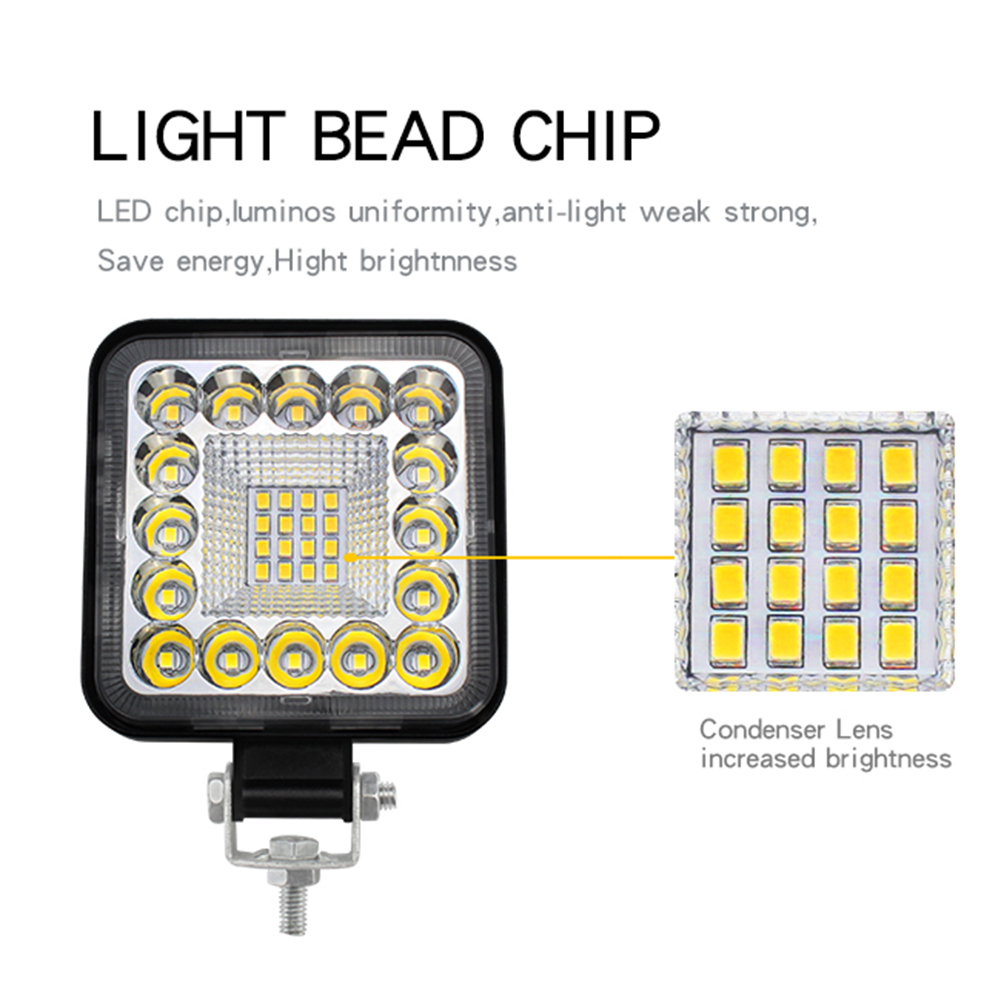 LIGHT BEAD CHIP
LED chip,luminos uniformity,anti-light weak strong,
Save energy,Hight brightnness
Condenser Lens
increased brightness